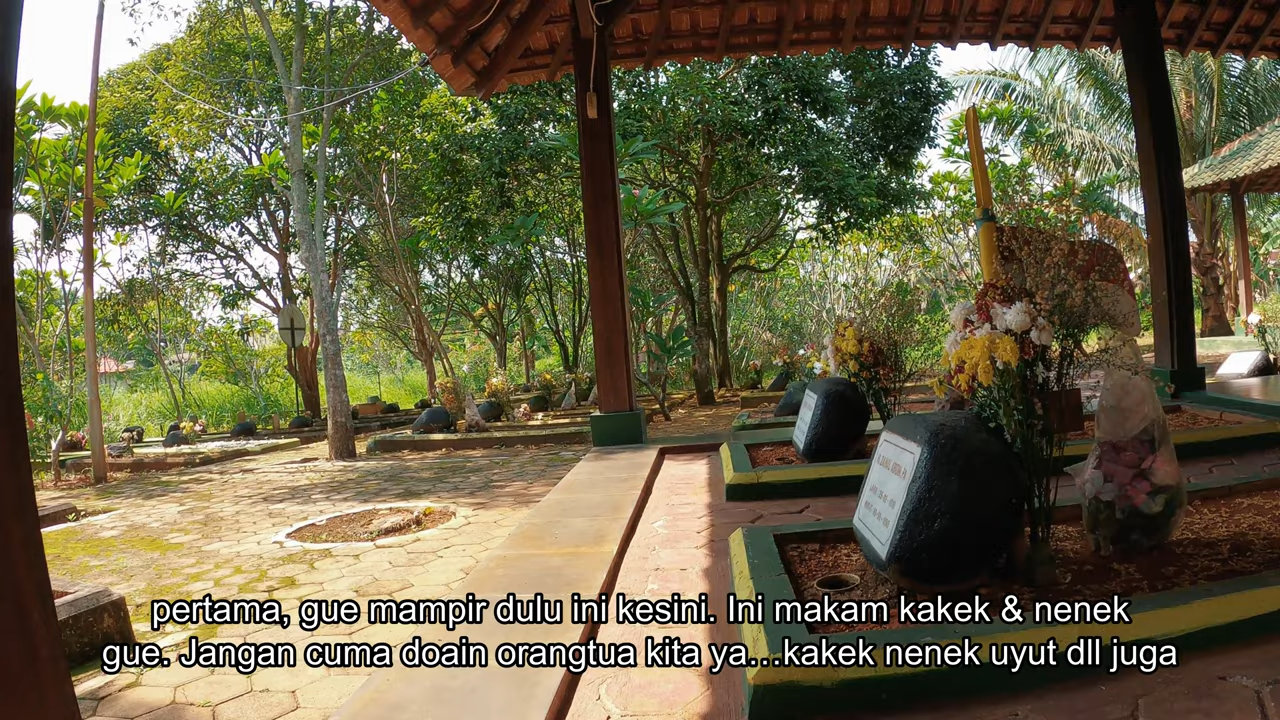 pertama, gue mampir dulu ini kesini. Ini makam kakek & nenek
gue. Jangan cuma doain orangtua kita ya...kakek nenek uyut dll juga